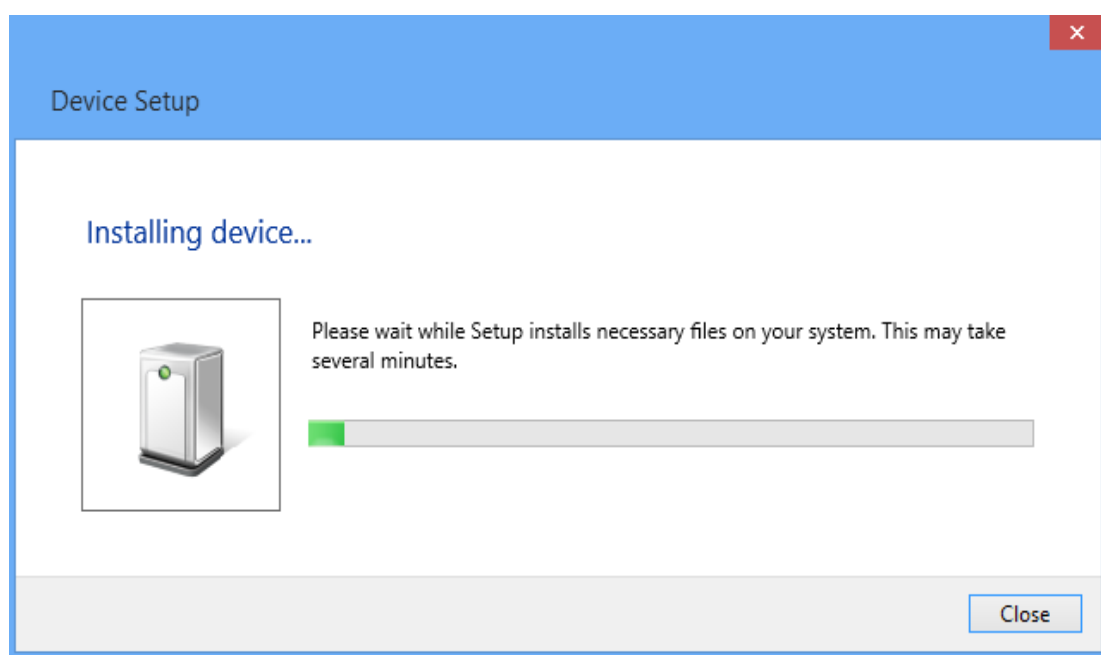 Device Setup
Installing device...
Please wait while Setup installs necessary files on your system. This may take
several minutes.
Close